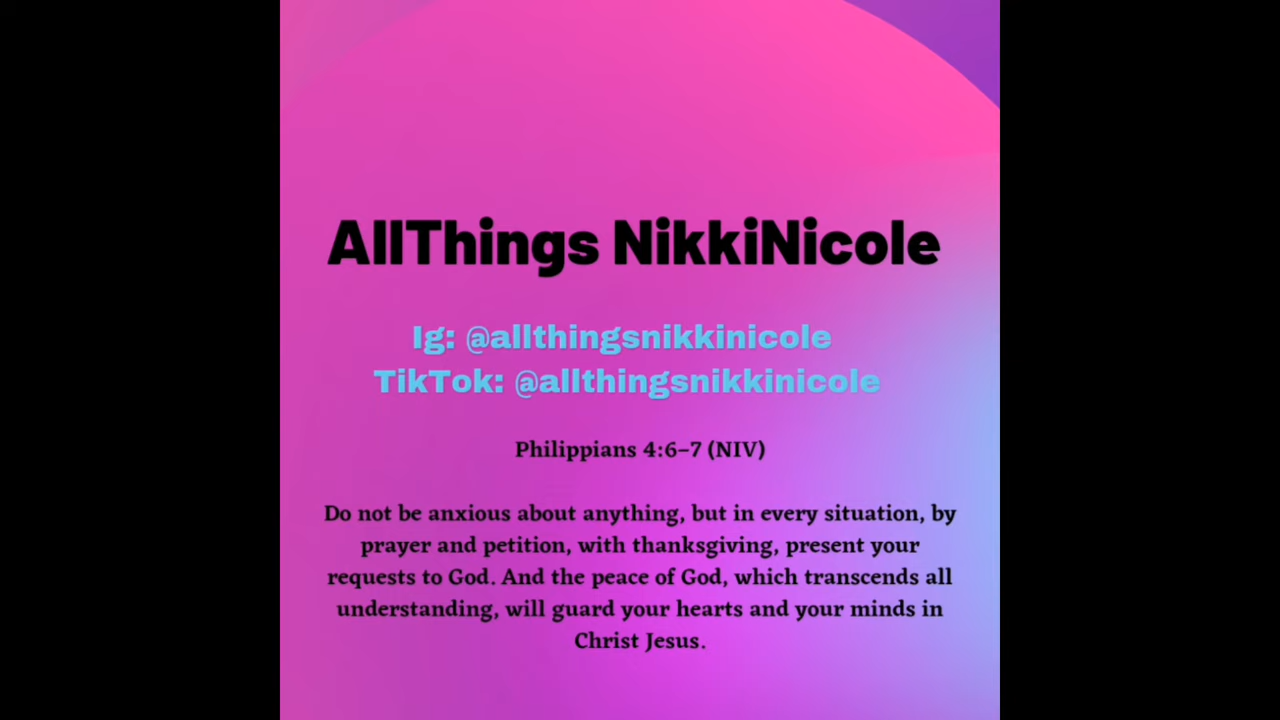 AllThings NikkiNicole
Ig: @allthingsnikkinicole
TikTok: @allthingsnikkinicole
Philippians 4:6–7 (NIV)
Do not be anxious about anything, but in every situation, by
prayer and petition, with thanksgiving, present your
requests to God. And the peace of God, which transcends all
understanding, will guard your hearts and your minds in
Christ Jesus.